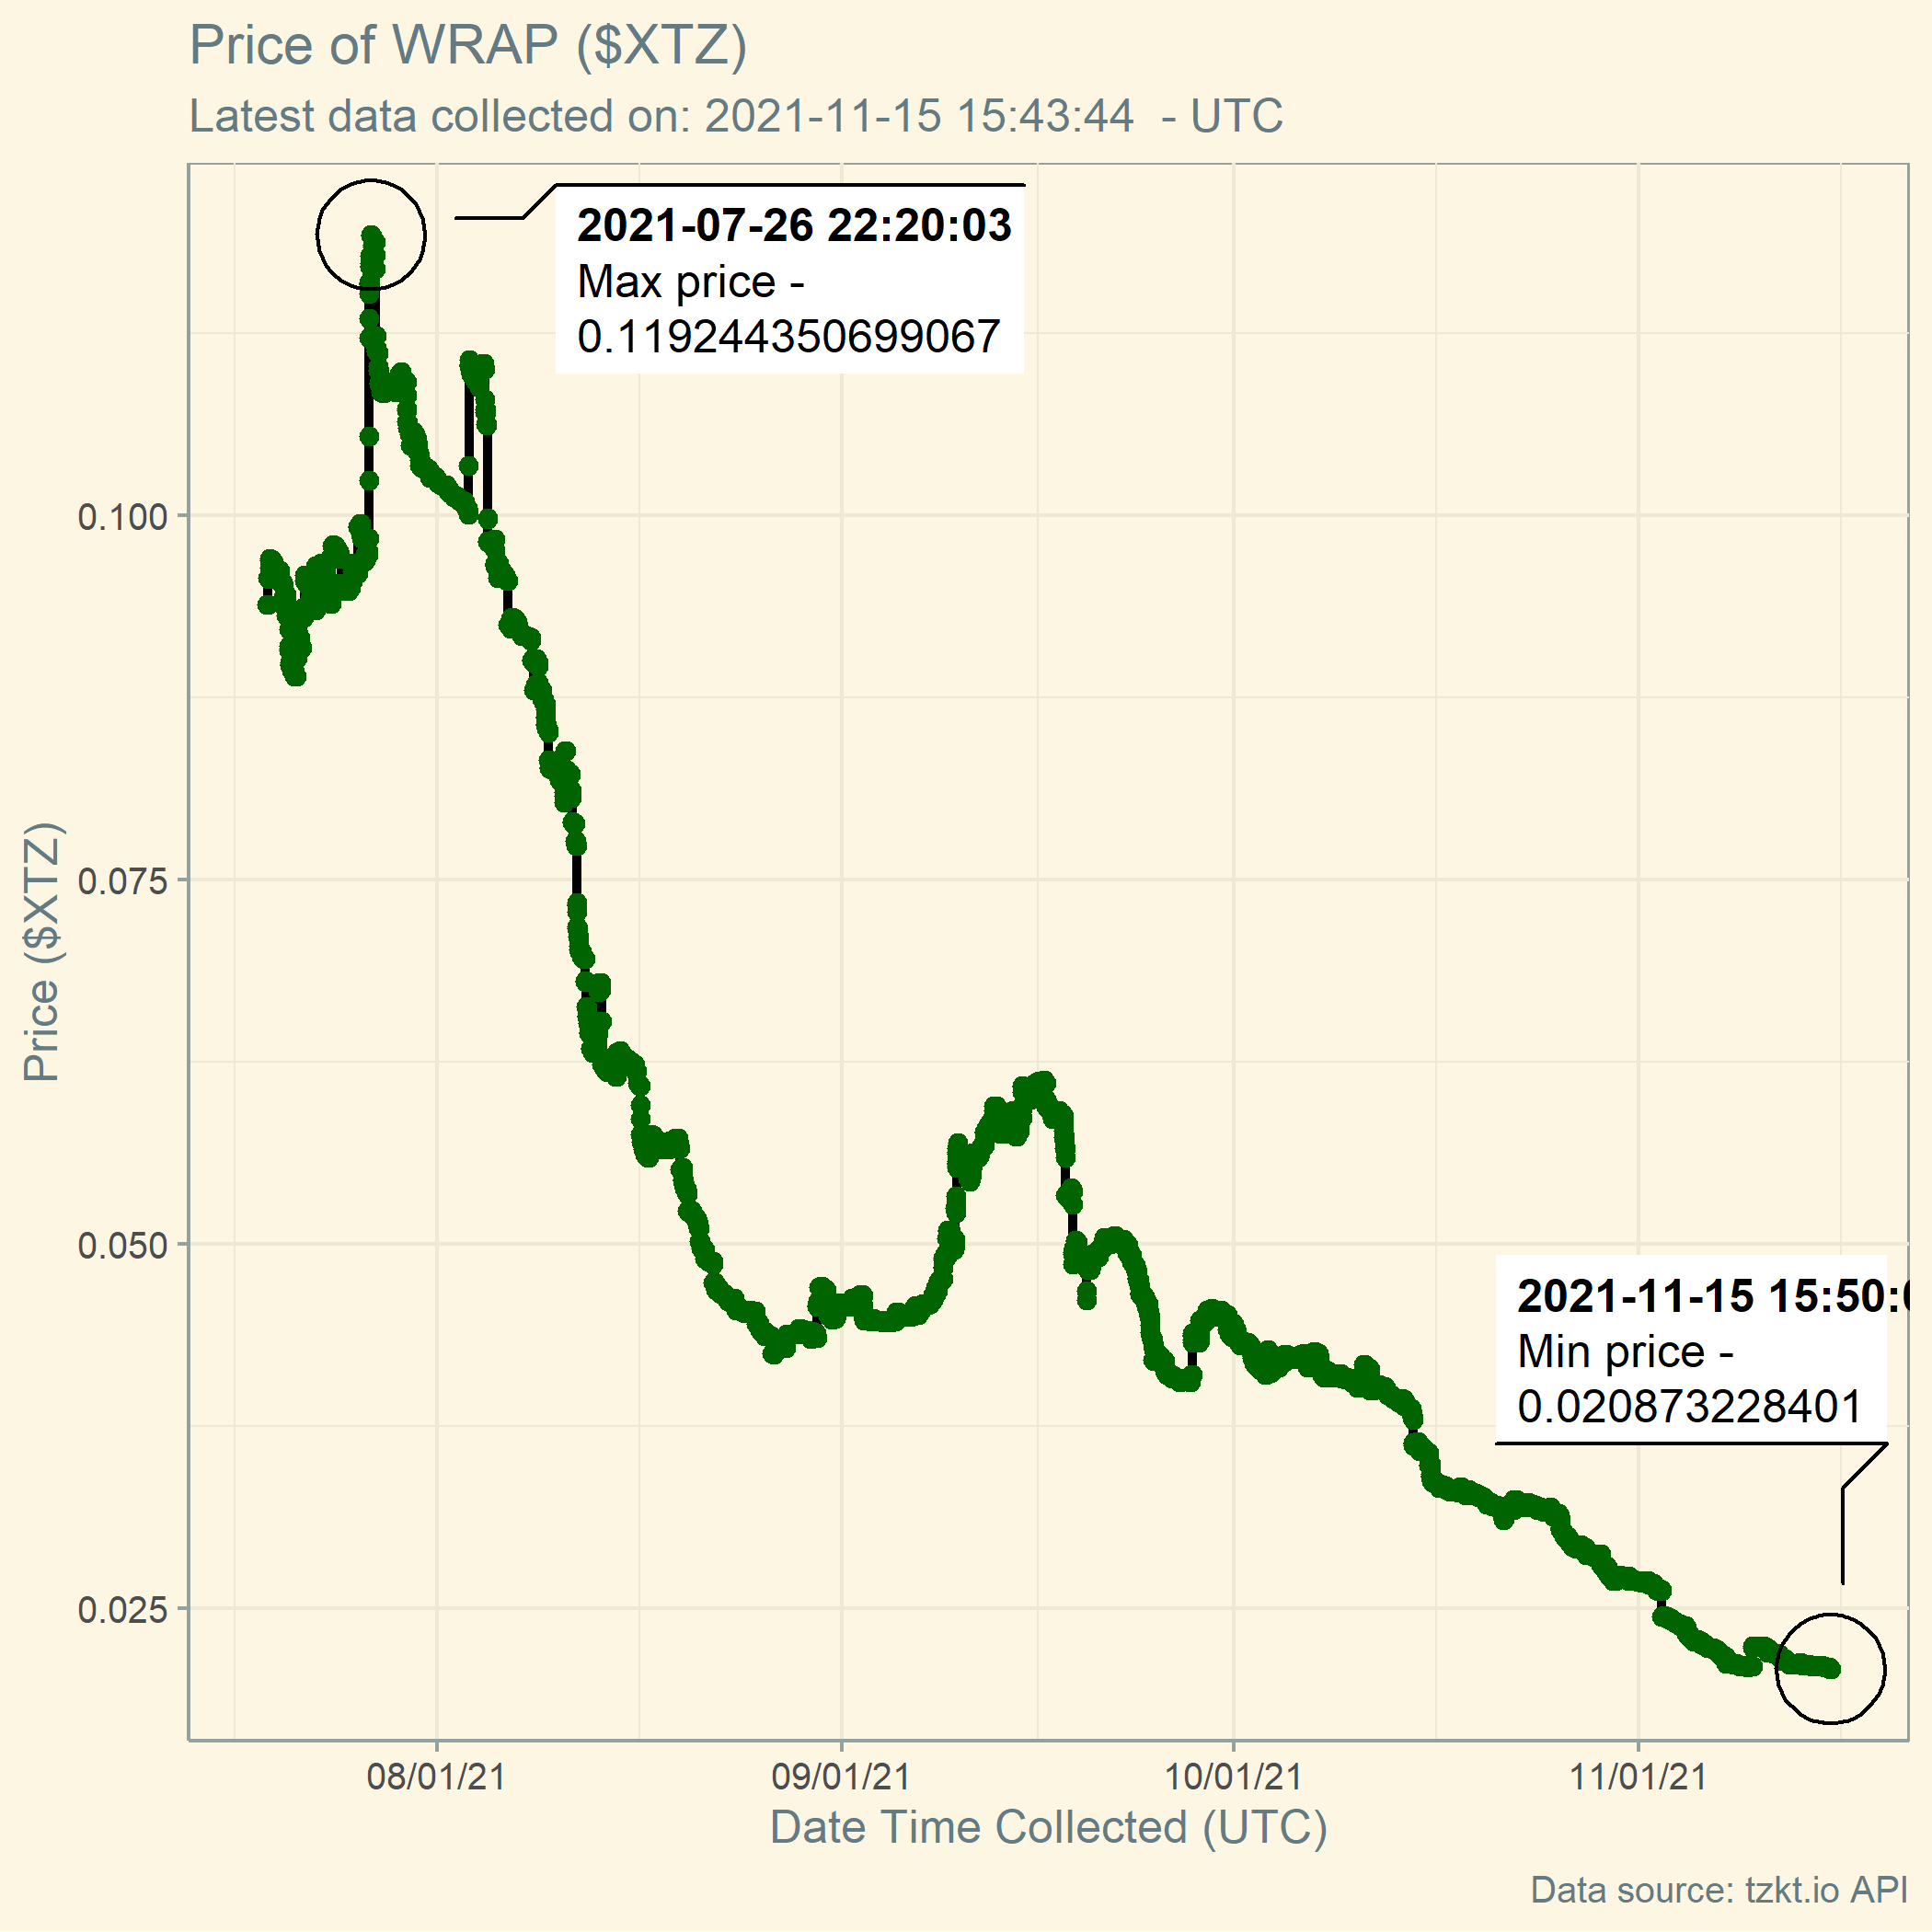 Price of WRAP ($XTZ)
Latest data collected on: 2021-11-15 15:43:44 - UTC
2021-07-26 22:20:03
Max price -
0.119244350699067
0.100
0.075
0.050
0.025
Price ($XTZ)
2021-11-15 15:50:0
Min price -
0.020873228401
08/01/21
09/01/21
10/01/21
11/01/21
Date Time Collected (UTC)
Data source: tzkt.io API